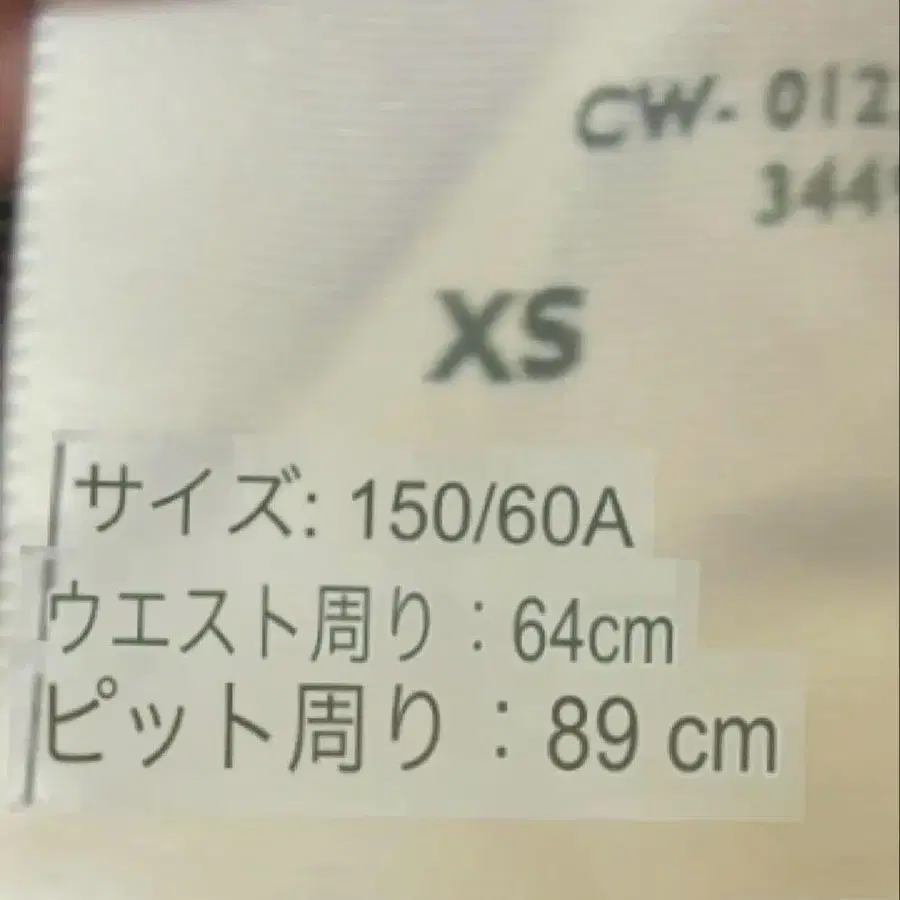 CW- 012
344
XS
サイズ: 150/60A
ウエスト周り：64cm
ピット周り：89 cm